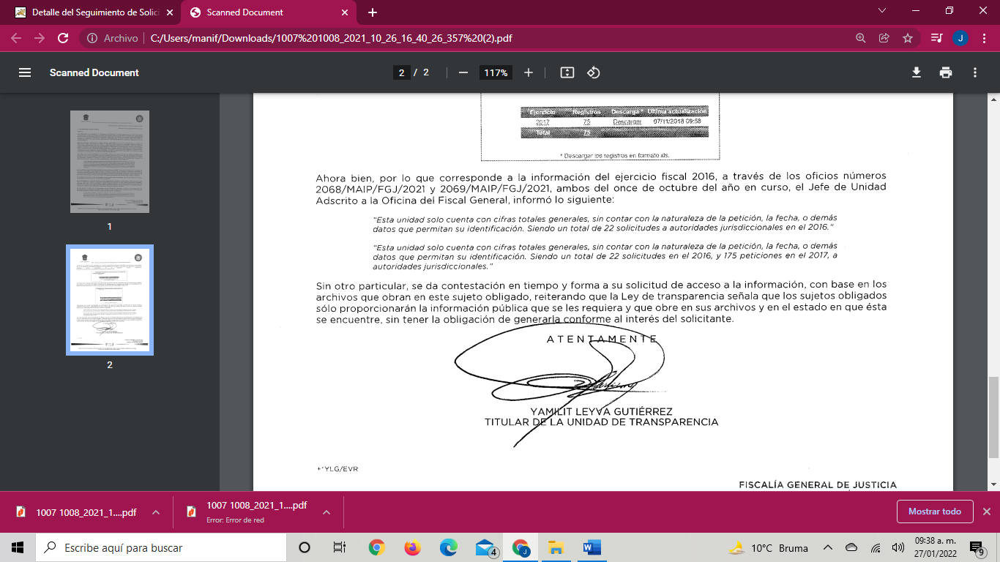 Detalle del Seguimiento de Solici
Scanned Document
Archivo
C:/Users/manif/Downloads/1007%201008_2021_10_26_16_40_26_357%20(2).pdf
J
Scanned Document
2 / 2
117%
1
2
Ejercicio Registros Descarga * Última actualización
2017 75 Descargar 07/11/2018 09:58
Total 75
* Descargar los registros en formato xls.
Ahora bien, por lo que corresponde a la información del ejercicio fiscal 2016, a través de los oficios números
2068/MAIP/FGJ/2021 y 2069/MAIP/FGJ/2021, ambos del once de octubre del año en curso, el Jefe de Unidad
Adscrito a la Oficina del Fiscal General, informó lo siguiente:
"Esta unidad solo cuenta con cifras totales generales, sin contar con la naturaleza de la petición, la fecha, o demás
datos que permitan su identificación. Siendo un total de 22 solicitudes a autoridades jurisdiccionales en el 2016."
"Esta unidad solo cuenta con cifras totales generales, sin contar con la naturaleza de la petición, la fecha, o demás
datos que permitan su identificación. Siendo un total de 22 solicitudes en el 2016, y 175 peticiones en el 2017, a
autoridades jurisdiccionales."
Sin otro particular, se da contestación en tiempo y forma a su solicitud de acceso a la información, con base en los
archivos que obran en este sujeto obligado, reiterando que la Ley de transparencia señala que los sujetos obligados
sólo proporcionarán la información pública que se les requiera y que obre en sus archivos y en el estado en que ésta
se encuentre, sin tener la obligación de generarla conforme al interés del solicitante.
A T E N T A M E N T E
YAMILIT LEYVA GUTIÉRREZ
TITULAR DE LA UNIDAD DE TRANSPARENCIA
+*YLG/EVR
FISCALÍA GENERAL DE JUSTICIA
1007 1008_2021_1....pdf
1007 1008_2021_1....pdf
Error: Error de red
Mostrar todo
Escribe aquí para buscar
4
J
10°C Bruma
09:38 a. m.
27/01/2022
9